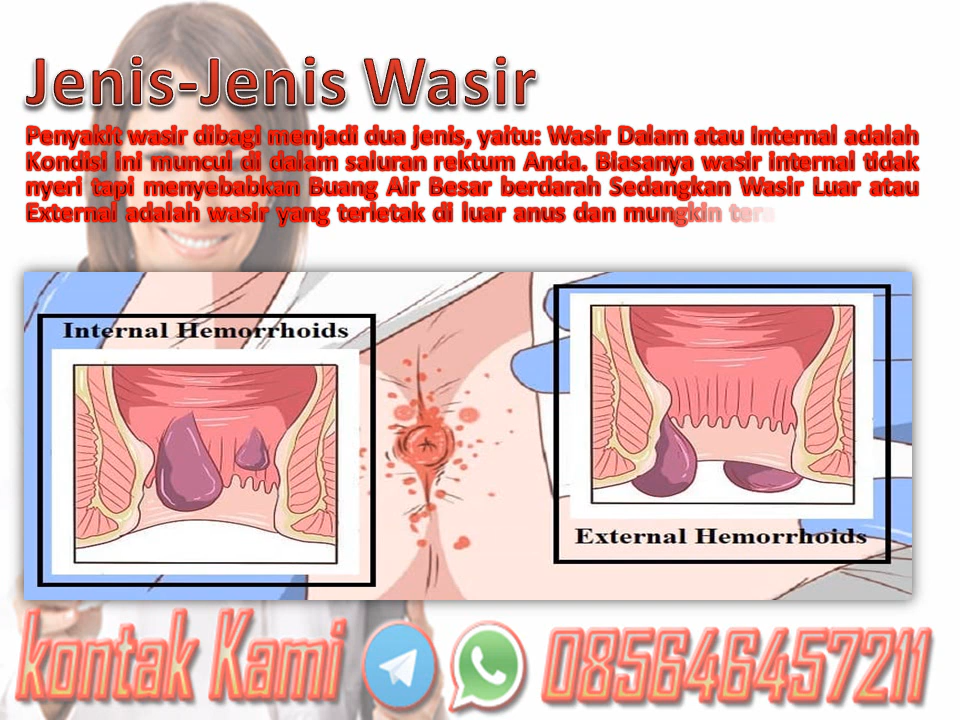 Jenis-Jenis Wasir
Penyakit wasir dibagi menjadi dua jenis, yaitu: Wasir Dalam atau Internal adalah
Kondisi ini muncul di dalam saluran rektum Anda. Biasanya wasir internal tidak
nyeri tapi menyebabkan Buang Air Besar berdarah Sedangkan Wasir Luar atau
External adalah wasir yang terletak di luar anus dan mungkin tera
Internal Hemorrhoids
External Hemorrhoids
kontak Kami 085646457211